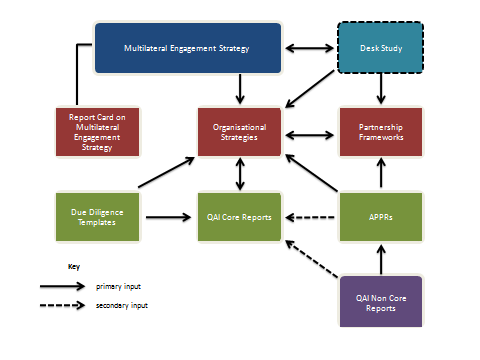 Multilateral Engagement Strategy
Desk Study
Report Card on
Multilateral
Engagement
Strategy
Organisational
Strategies
Partnership
Frameworks
Due Diligence
Templates
QAI Core Reports
APPRs
Key
primary input
secondary input
QAI Non Core
Reports